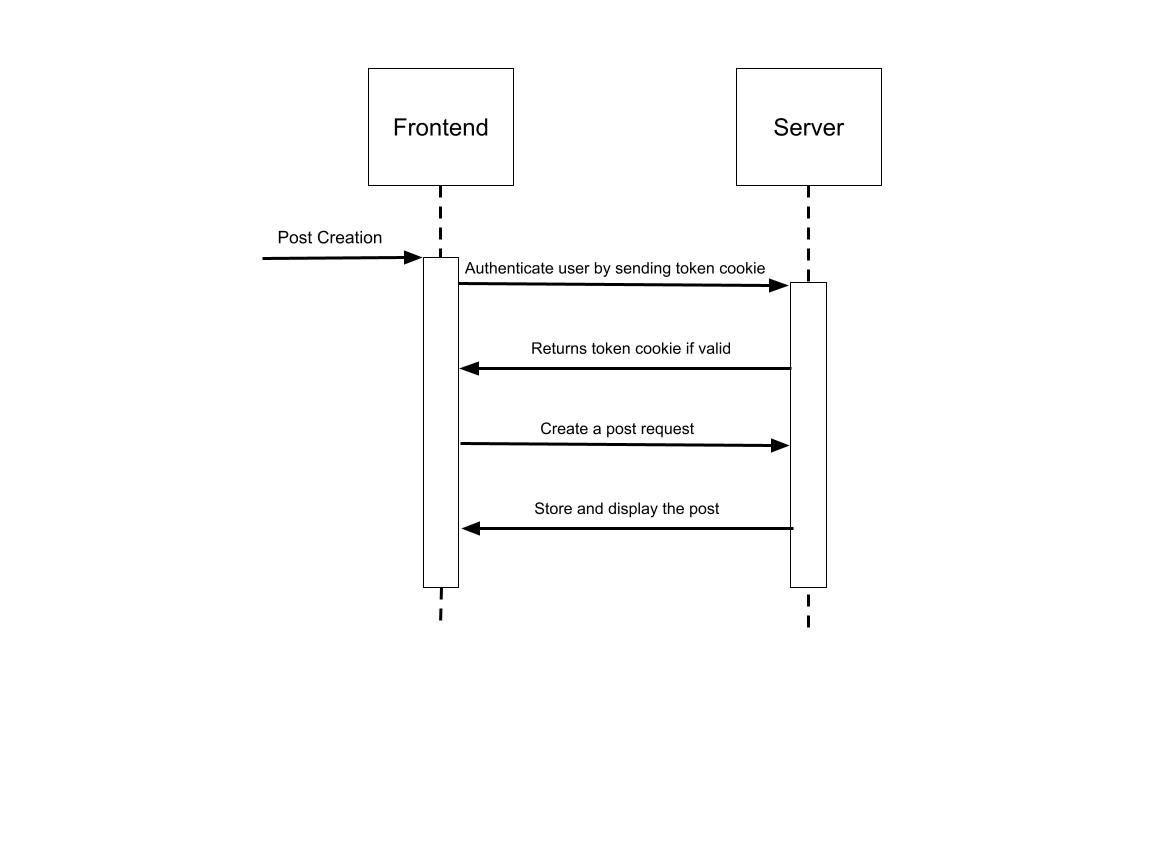 Frontend
Server
Post Creation
Authenticate user by sending token cookie
Returns token cookie if valid
Create a post request
Store and display the post